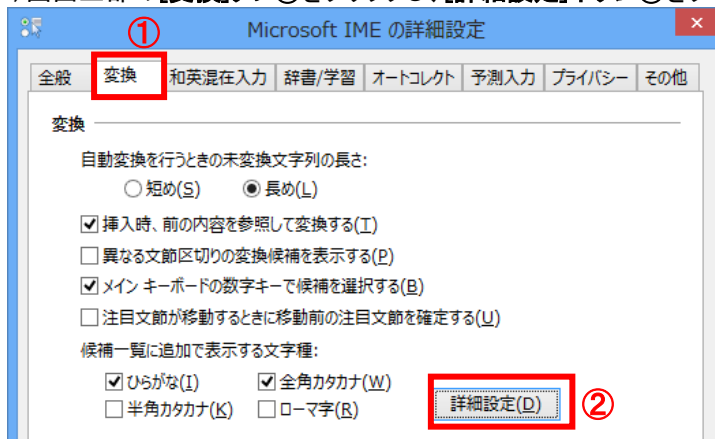 Microsoft IME の詳細設定
①
全般 変換 和英混在入力 辞書/学習 オートコレクト 予測入力 プライバシー その他
変換
自動変換を行うときの未変換文字列の長さ:
短め(S) 長め(L)
挿入時、前の内容を参照して変換する(T)
異なる文節区切りの変換候補を表示する(P)
メイン キーボードの数字キーで候補を選択する(B)
注目文節が移動するときに移動前の注目文節を確定する(U)
候補一覧に追加で表示する文字種:
ひらがな(I) 全角カタカナ(W)
半角カタカナ(K) ローマ字(R)
詳細設定(D) ②